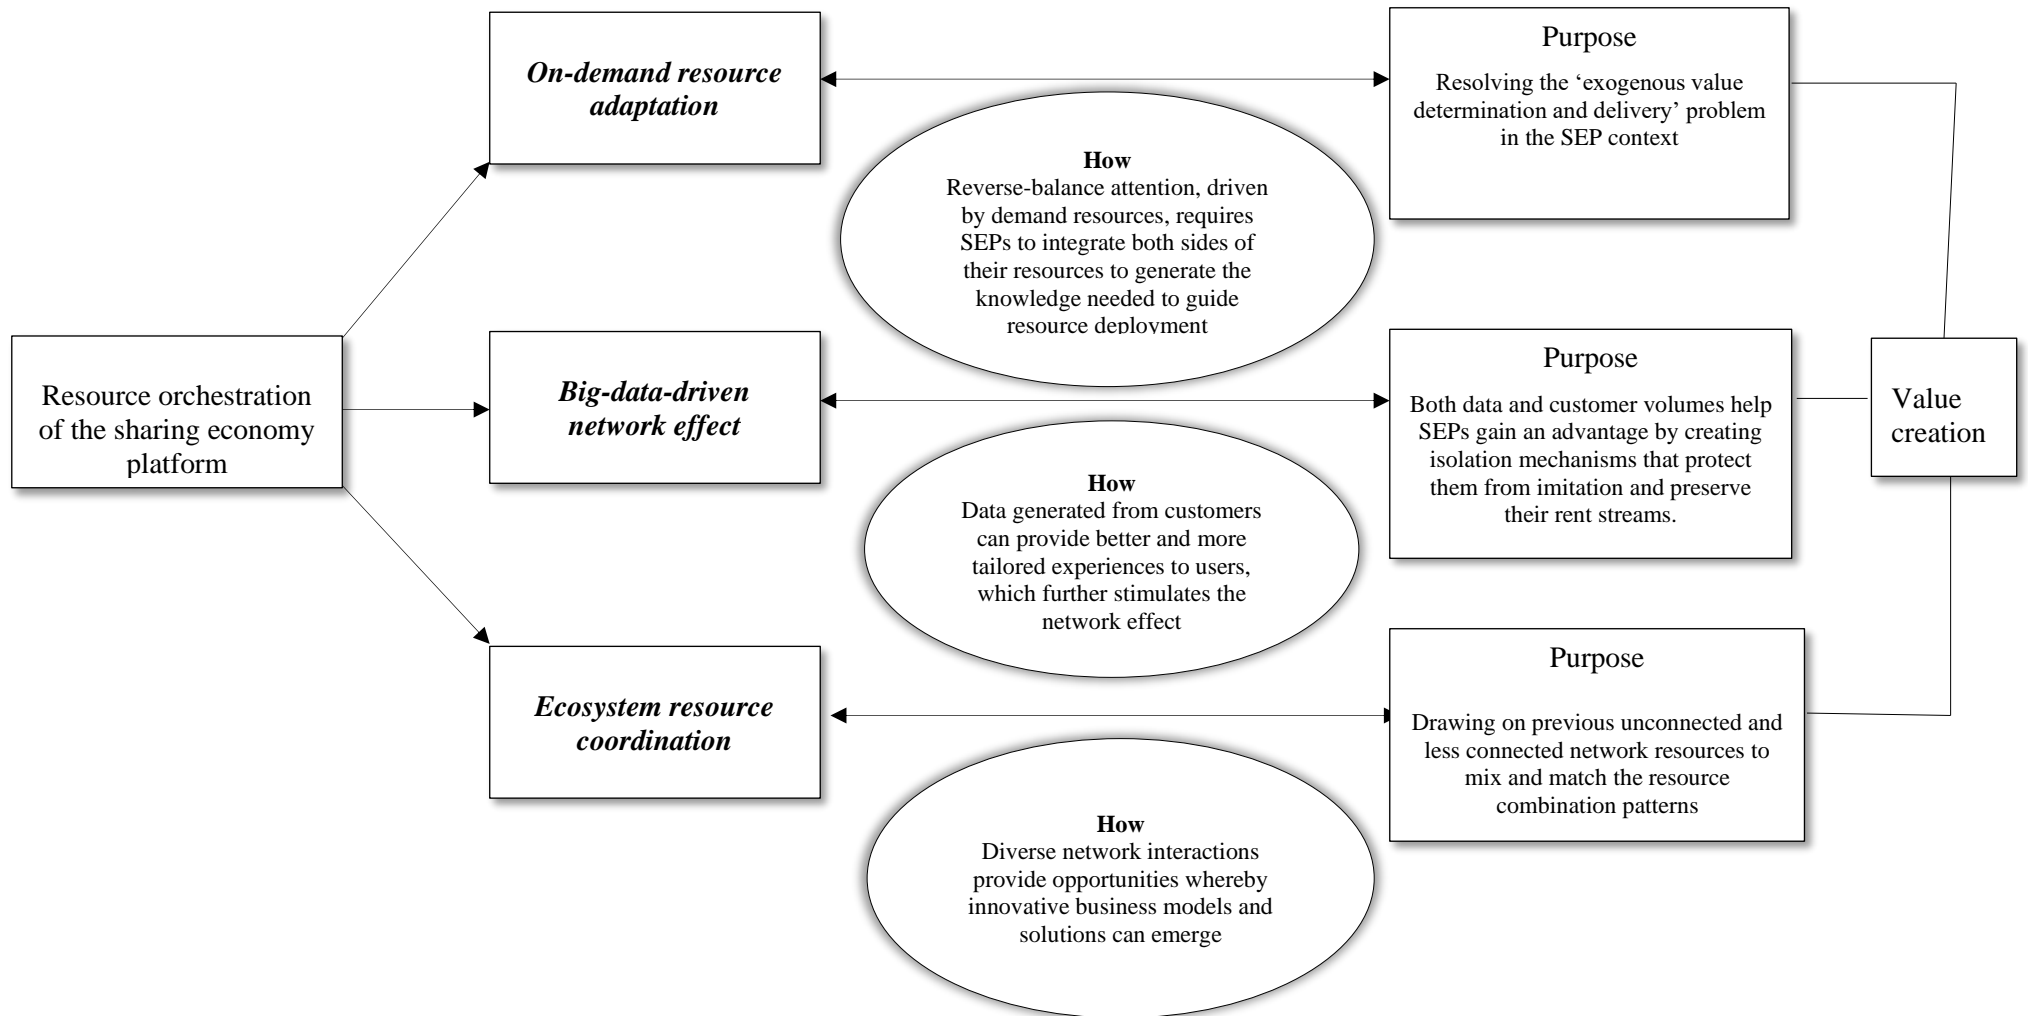 Resource orchestration
of the sharing economy
platform
On-demand resource
adaptation
How
Reverse-balance attention, driven
by demand resources, requires
SEPs to integrate both sides of
their resources to generate the
knowledge needed to guide
resource deployment
Purpose
Resolving the ‘exogenous value
determination and delivery’ problem
in the SEP context
Big-data-driven
network effect
How
Data generated from customers
can provide better and more
tailored experiences to users,
which further stimulates the
network effect
Purpose
Both data and customer volumes help
SEPs gain an advantage by creating
isolation mechanisms that protect
them from imitation and preserve
their rent streams.
Ecosystem resource
coordination
How
Diverse network interactions
provide opportunities whereby
innovative business models and
solutions can emerge
Purpose
Drawing on previous unconnected and
less connected network resources to
mix and match the resource
combination patterns
Value
creation